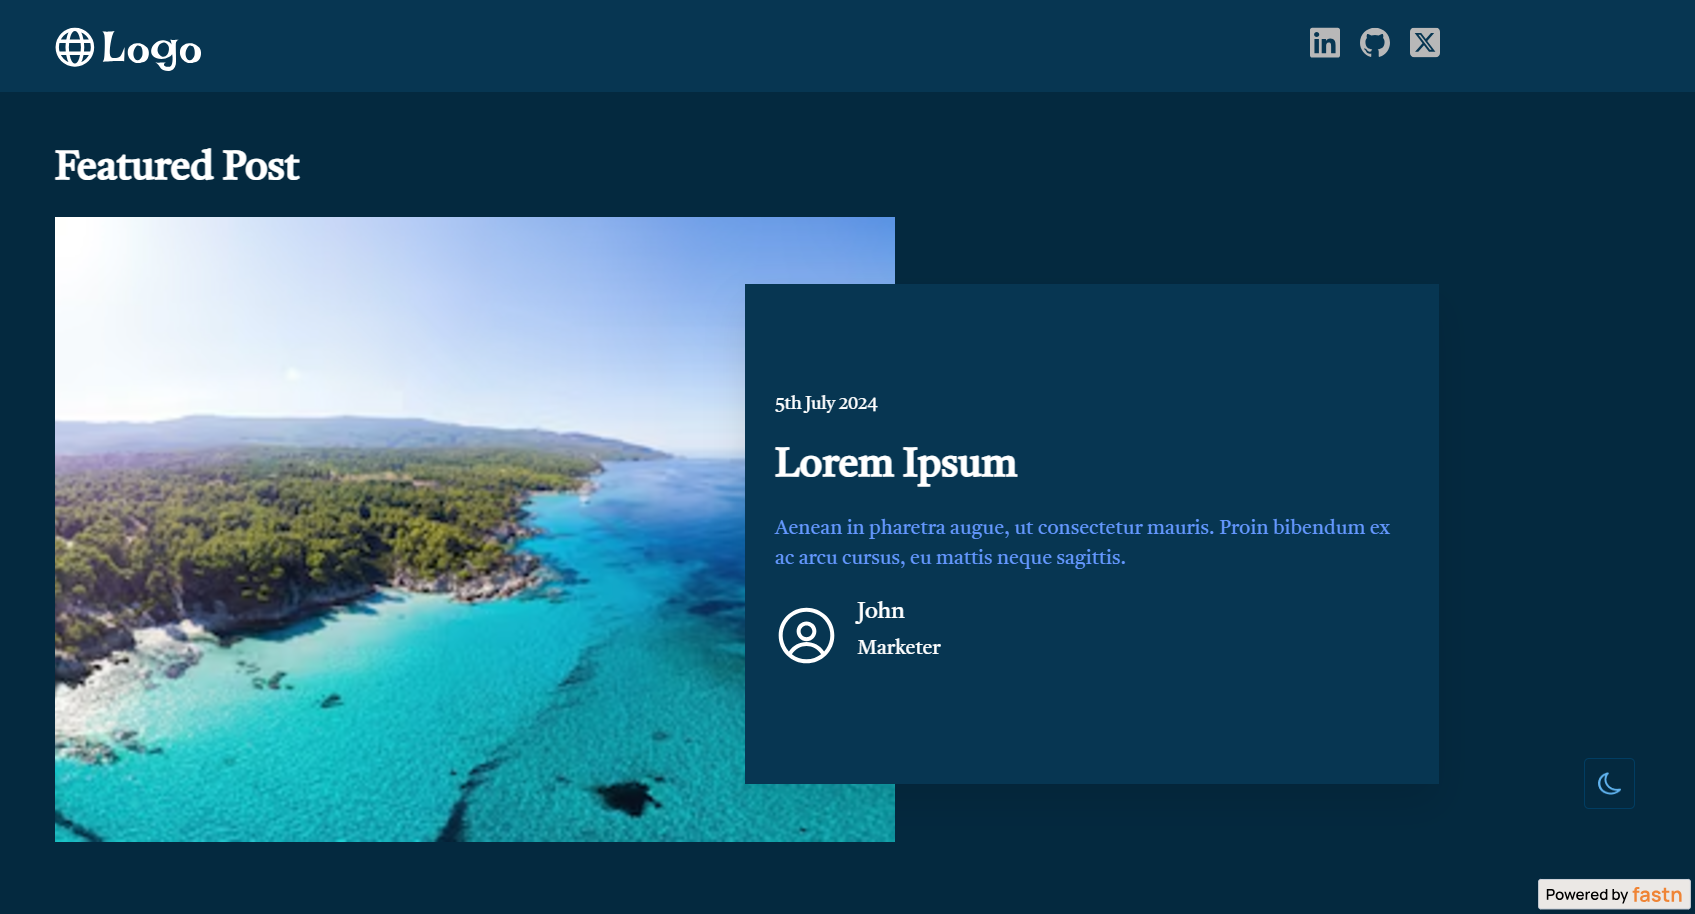 Logo
Featured Post
5th July 2024
Lorem Ipsum
Aenean in pharetra augue, ut consectetur mauris. Proin bibendum ex
ac arcu cursus, eu mattis neque sagittis.
John
Marketer
Powered by fastn